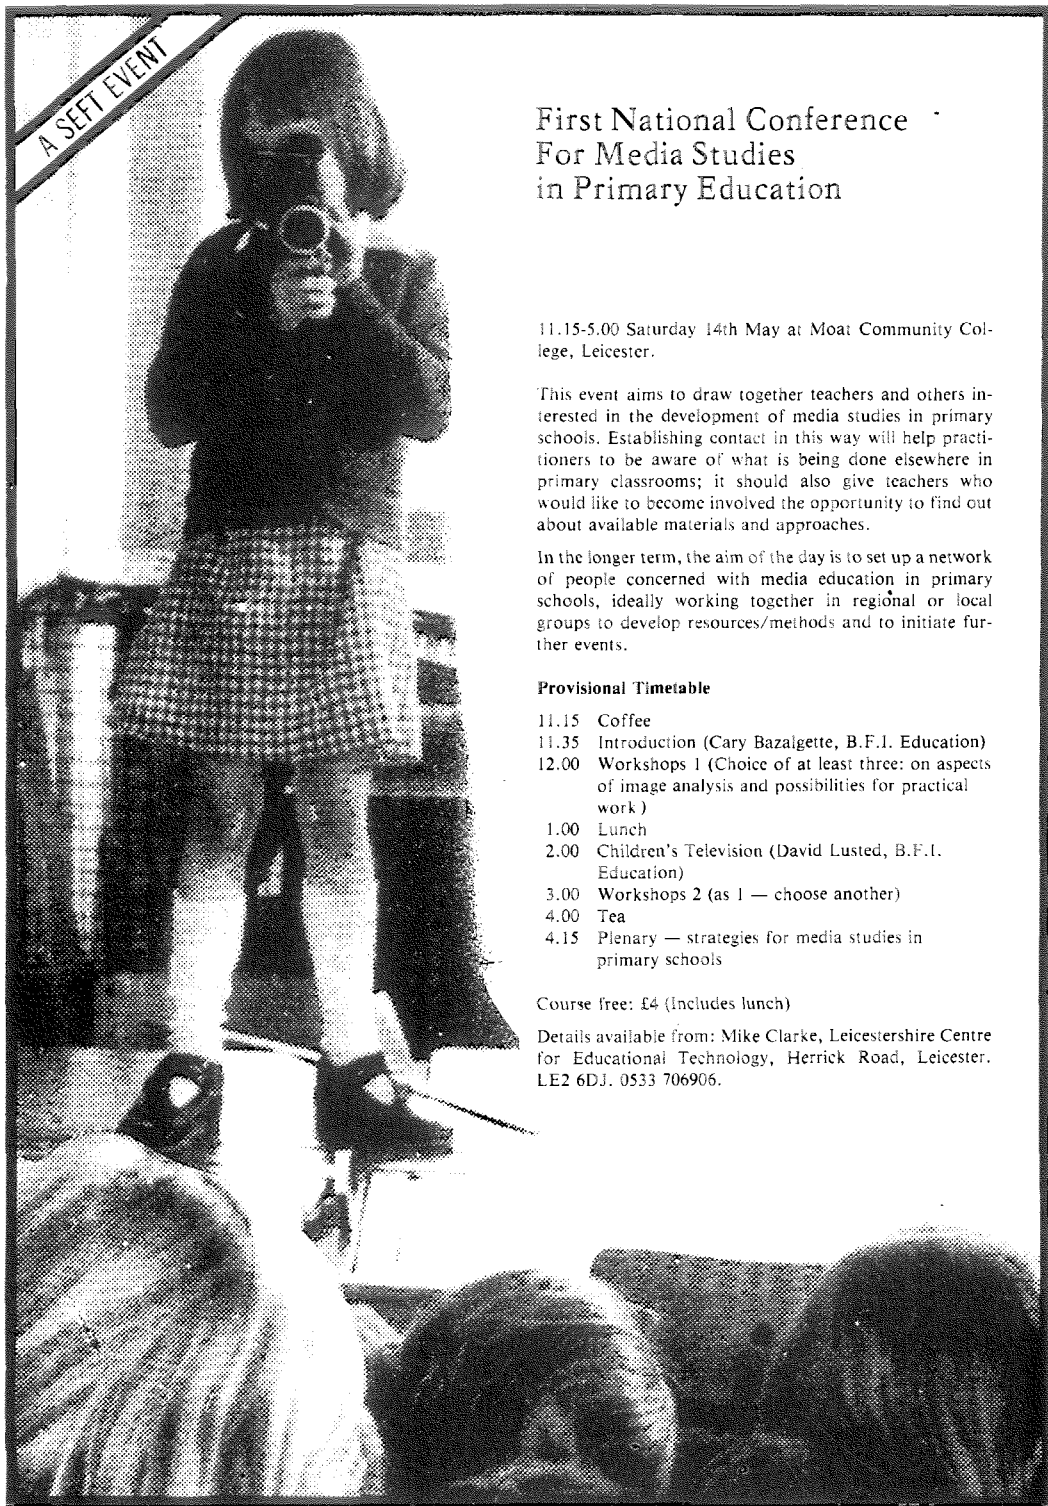 A SEFT EVENT
First National Conference
For Media Studies
in Primary Education
11.15-5.00 Saturday 14th May at Moat Community Col-
lege, Leicester.
This event aims to draw together teachers and others in-
terested in the development of media studies in primary
schools. Establishing contact in this way will help practi-
tioners to be aware of what is being done elsewhere in
primary classrooms; it should also give teachers who
would like to become involved the opportunity to find out
about available materials and approaches.
In the longer term, the aim of the day is to set up a network
of people concerned with media education in primary
schools, ideally working together in regional or local
groups to develop resources/methods and to initiate fur-
ther events.
Provisional Timetable
11.15 Coffee
11.35 Introduction (Cary Bazalgette, B.F.I. Education)
12.00 Workshops 1 (Choice of at least three: on aspects
of image analysis and possibilities for practical
work)
1.00 Lunch
2.00 Children's Television (David Lusted, B.F.I.
Education)
3.00 Workshops 2 (as 1 — choose another)
4.00 Tea
4.15 Plenary — strategies for media studies in
primary schools
Course free: £4 (Includes lunch)
Details available from: Mike Clarke, Leicestershire Centre
for Educational Technology, Herrick Road, Leicester.
LE2 6DJ. 0533 706906.